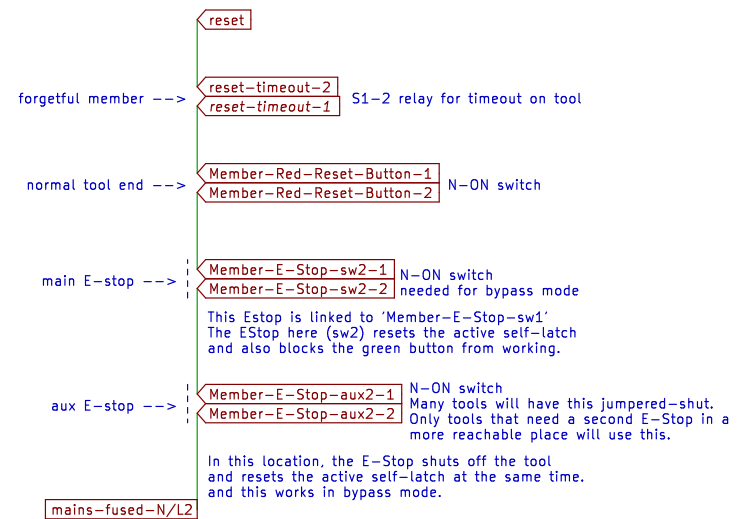 reset
reset-timeout-2
forgetful member -->
S1-2 relay for timeout on tool
reset-timeout-1
Member-Red-Reset-Button-1
normal tool end -->
N-ON switch
Member-Red-Reset-Button-2
Member-E-Stop-sw2-1
N-ON switch
main E-stop -->
Member-E-Stop-sw2-2
needed for bypass mode
This Estop is linked to 'Member-E-Stop-sw1'
The EStop here (sw2) resets the active self-latch
and also blocks the green button from working.
N-ON switch
Member-E-Stop-aux2-1
Many tools will have this jumpered-shut.
aux E-stop -->
Member-E-Stop-aux2-2
Only tools that need a second E-Stop in a
more reachable place will use this.
In this location, the E-Stop shuts off the tool
and resets the active self-latch at the same time.
and this works in bypass mode.
mains-fused-N/L2